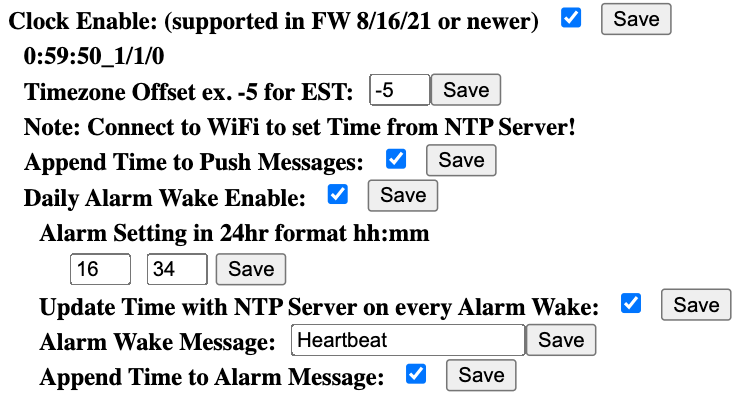 Clock Enable: (supported in FW 8/16/21 or newer) Save
0:59:50_1/1/0
Timezone Offset ex. -5 for EST: -5 Save
Note: Connect to WiFi to set Time from NTP Server!
Append Time to Push Messages: Save
Daily Alarm Wake Enable: Save
Alarm Setting in 24hr format hh:mm
16 34 Save
Update Time with NTP Server on every Alarm Wake: Save
Alarm Wake Message: Heartbeat Save
Append Time to Alarm Message: Save